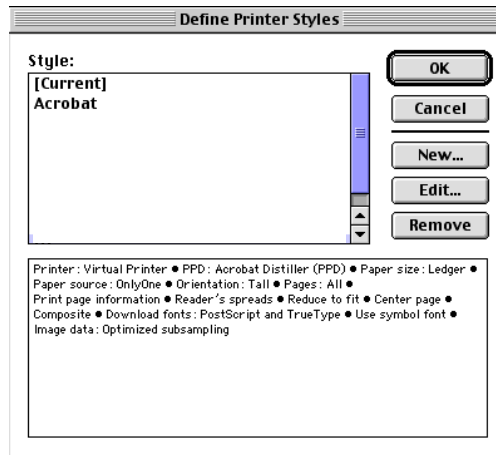 Define Printer Styles
Style:
[Current]
Acrobat
OK
Cancel
New...
Edit...
Remove
Printer: Virtual Printer ● PPD: Acrobat Distiller (PPD) ● Paper size: Ledger ●
Paper source: OnlyOne ● Orientation: Tall ● Pages: All ●
Print page information ● Reader's spreads ● Reduce to fit ● Center page ●
Composite ● Download fonts: PostScript and TrueType ● Use symbol font ●
Image data: Optimized subsampling